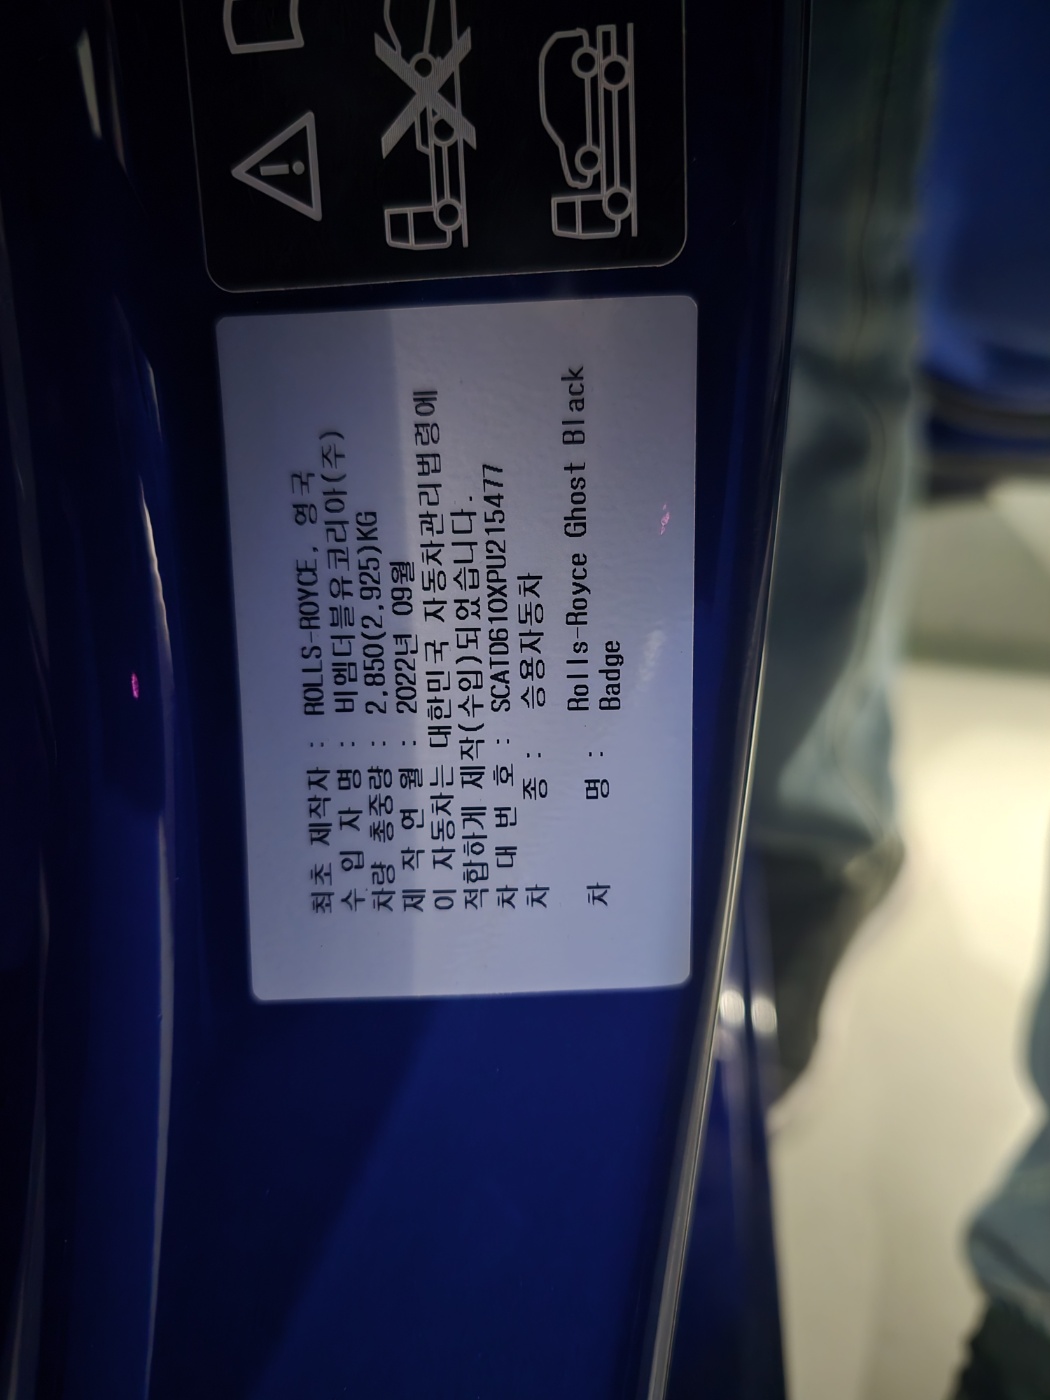 최초 제작자 : ROLLS-ROYCE, 영국
수 입 자 명 : 비엠더블유코리아(주)
차량 총중량 : 2,850(2,925)KG
제 작 연 월 : 2022년 09월
이 자동차는 대한민국 자동차관리법령에
적합하게 제작(수입)되었습니다.
차 대 번 호 : SCATD610XPU215477
차 종 : 승용자동차
차 명 : Rolls-Royce Ghost Black
Badge